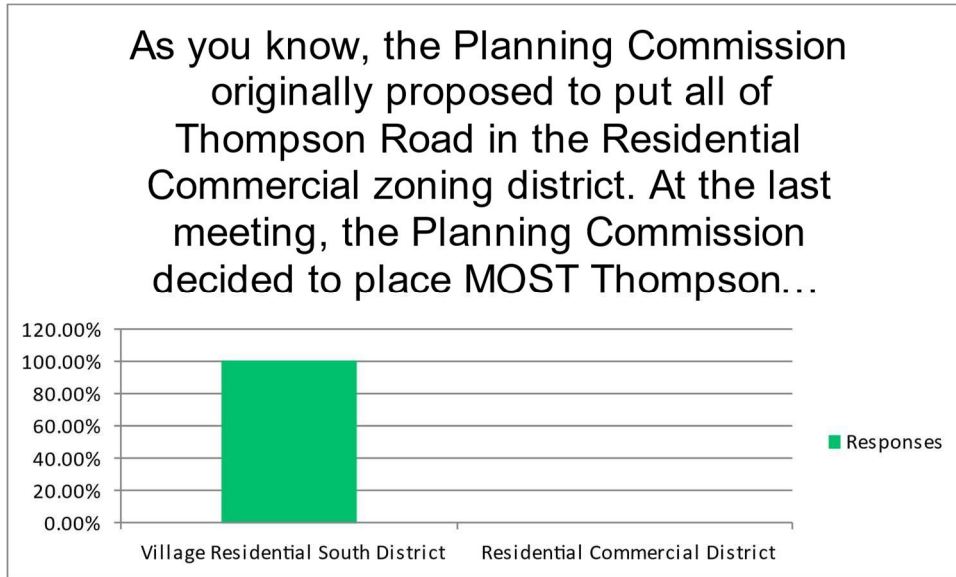 As you know, the Planning Commission
originally proposed to put all of
Thompson Road in the Residential
Commercial zoning district. At the last
meeting, the Planning Commission
decided to place MOST Thompson...
120.00%
100.00%
80.00%
60.00%
40.00%
20.00%
0.00%
Village Residential South District
Residential Commercial District
Responses